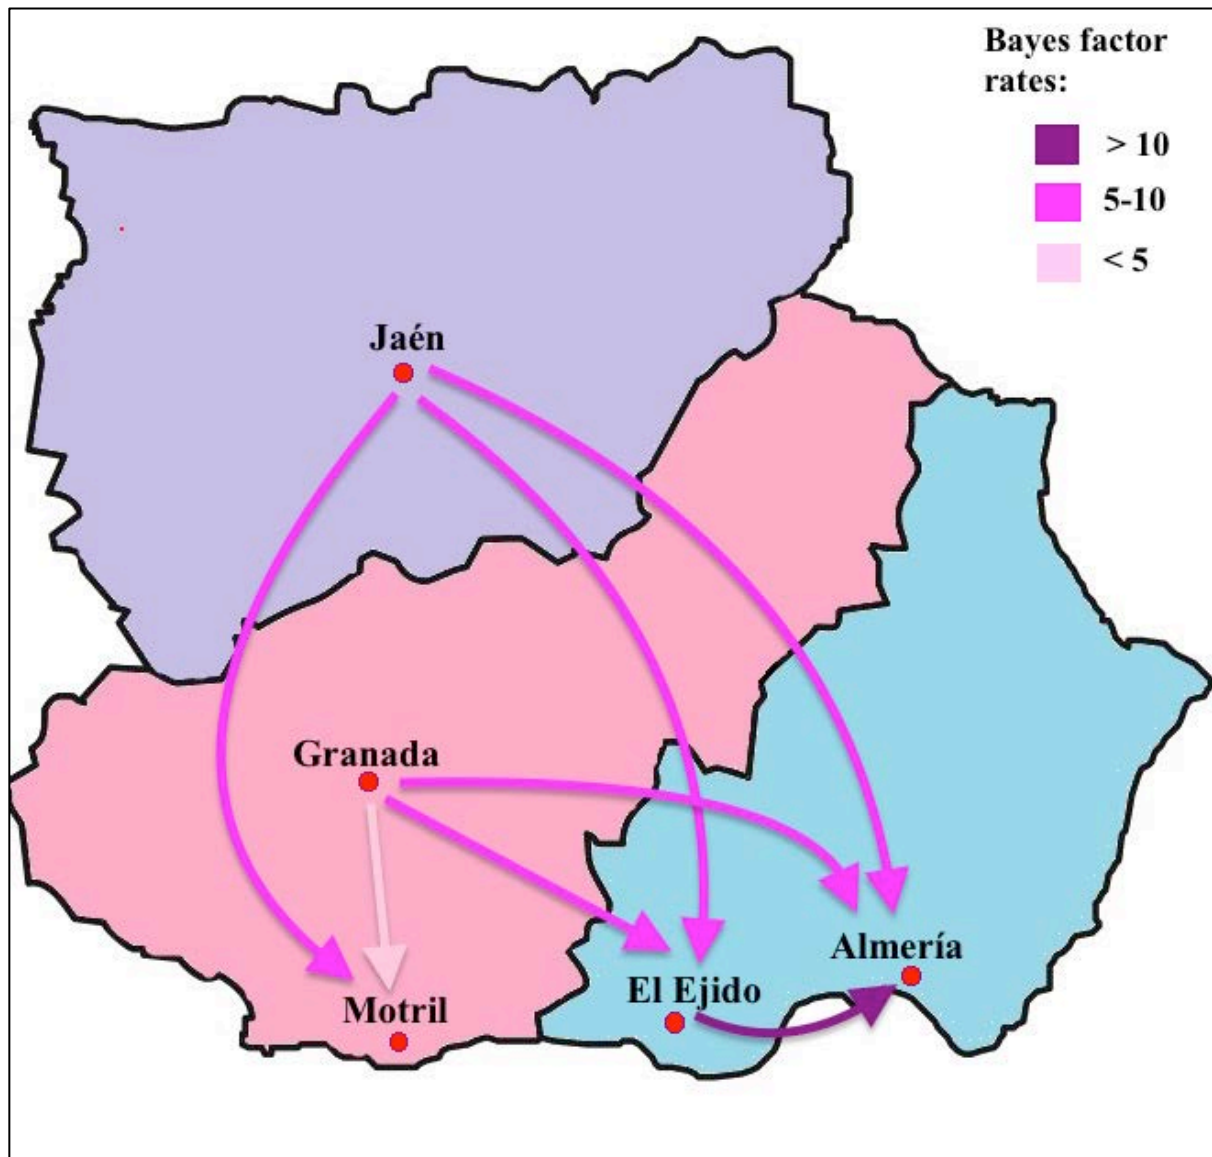 Bayes factor
rates:
> 10
5-10
< 5
Jaén
Granada
Almería
El Ejido
Motril